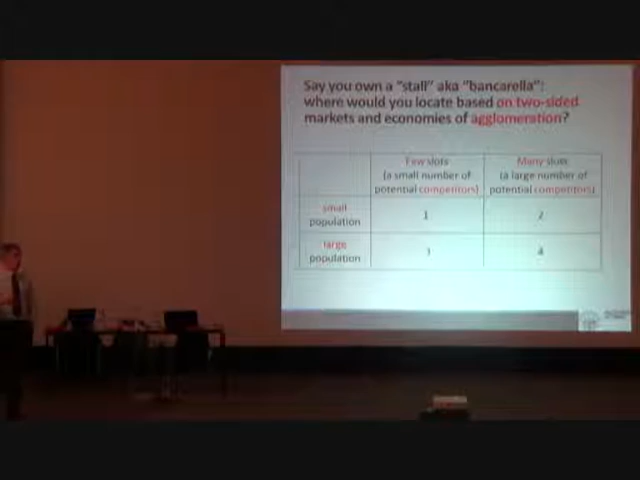 Say you own a "stall" aka "bancarella":
where would you locate based on two-sided
markets and economies of agglomeration?
Few slots
(a small number of
potential competitors)
Many slots
(a large number of
potential competitors)
small
population
1
2
large
population
3
4